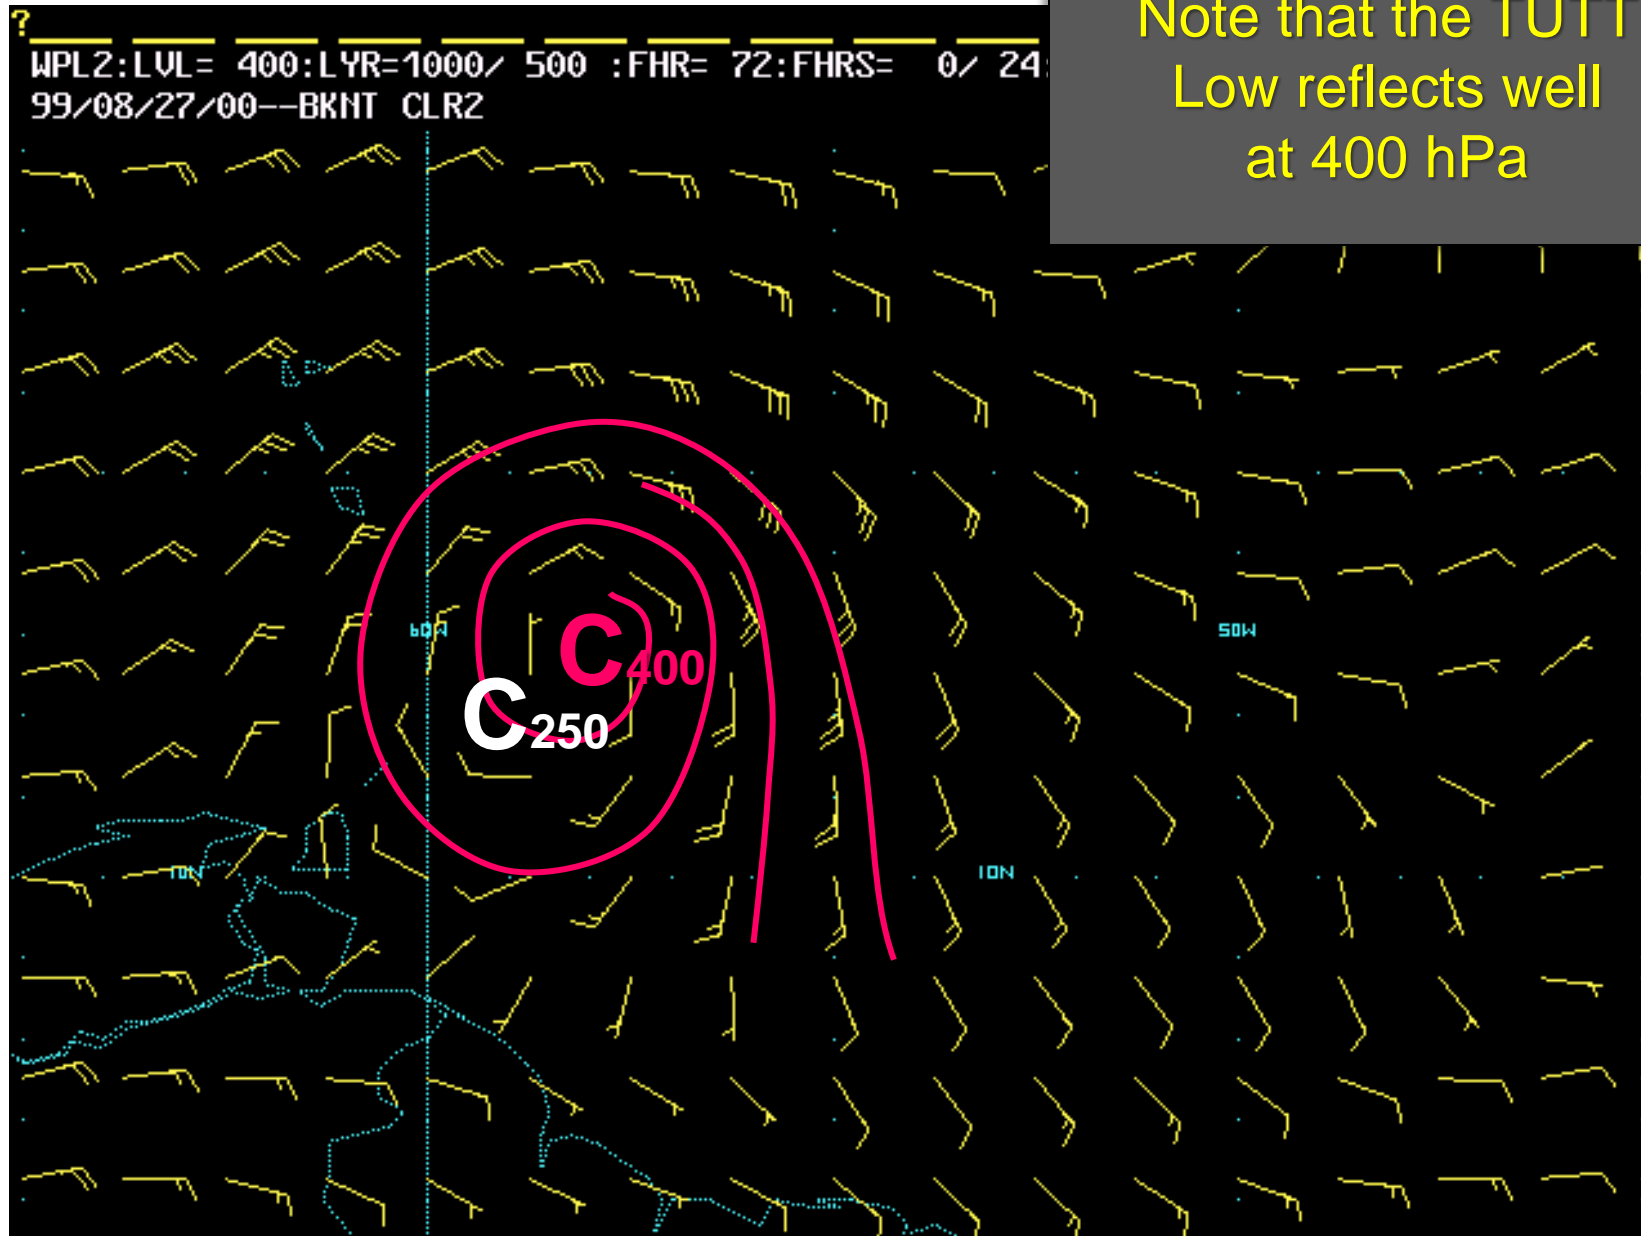 ?
WPL2:LVL= 400:LYR=1000/ 500 :FHR= 72:FHRS= 0/ 24:
99/08/27/00--BKNT CLR2
Note that the TUTT
Low reflects well
at 400 hPa
60W
50W
C400
C250
10N
10N